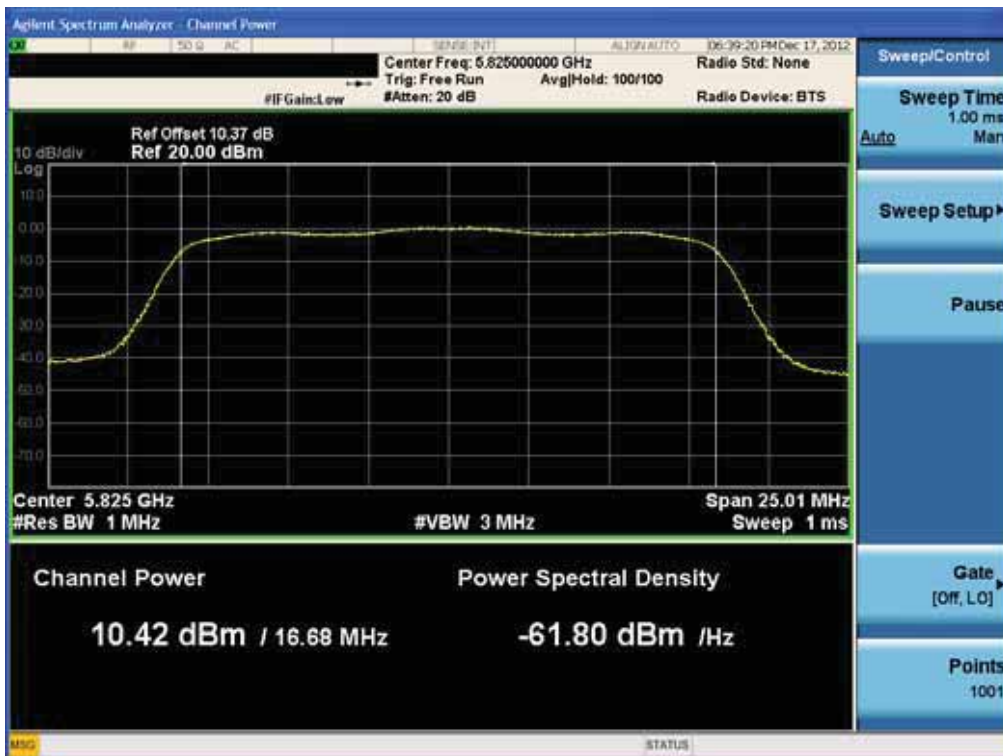 Agilent Spectrum Analyzer - Channel Power
RF 50 Ω AC SENSE:INT ALIGN AUTO 06:39:20 PM Dec 17, 2012
Center Freq: 5.825000000 GHz Radio Std: None
Trig: Free Run Avg|Hold: 100/100
#IFGain:Low #Atten: 20 dB Radio Device: BTS
Ref Offset 10.37 dB
10 dB/div Ref 20.00 dBm
Log
10.0
0.00
-10.0
-20.0
-30.0
-40.0
-50.0
-60.0
-70.0
Center 5.825 GHz Span 25.01 MHz
#Res BW 1 MHz #VBW 3 MHz Sweep 1 ms
Channel Power Power Spectral Density
10.42 dBm / 16.68 MHz -61.80 dBm /Hz
MSG STATUS
Sweep/Control
Sweep Time
1.00 ms
Auto Man
Sweep Setup
Pause
Gate
[Off, LO]
Points
1001